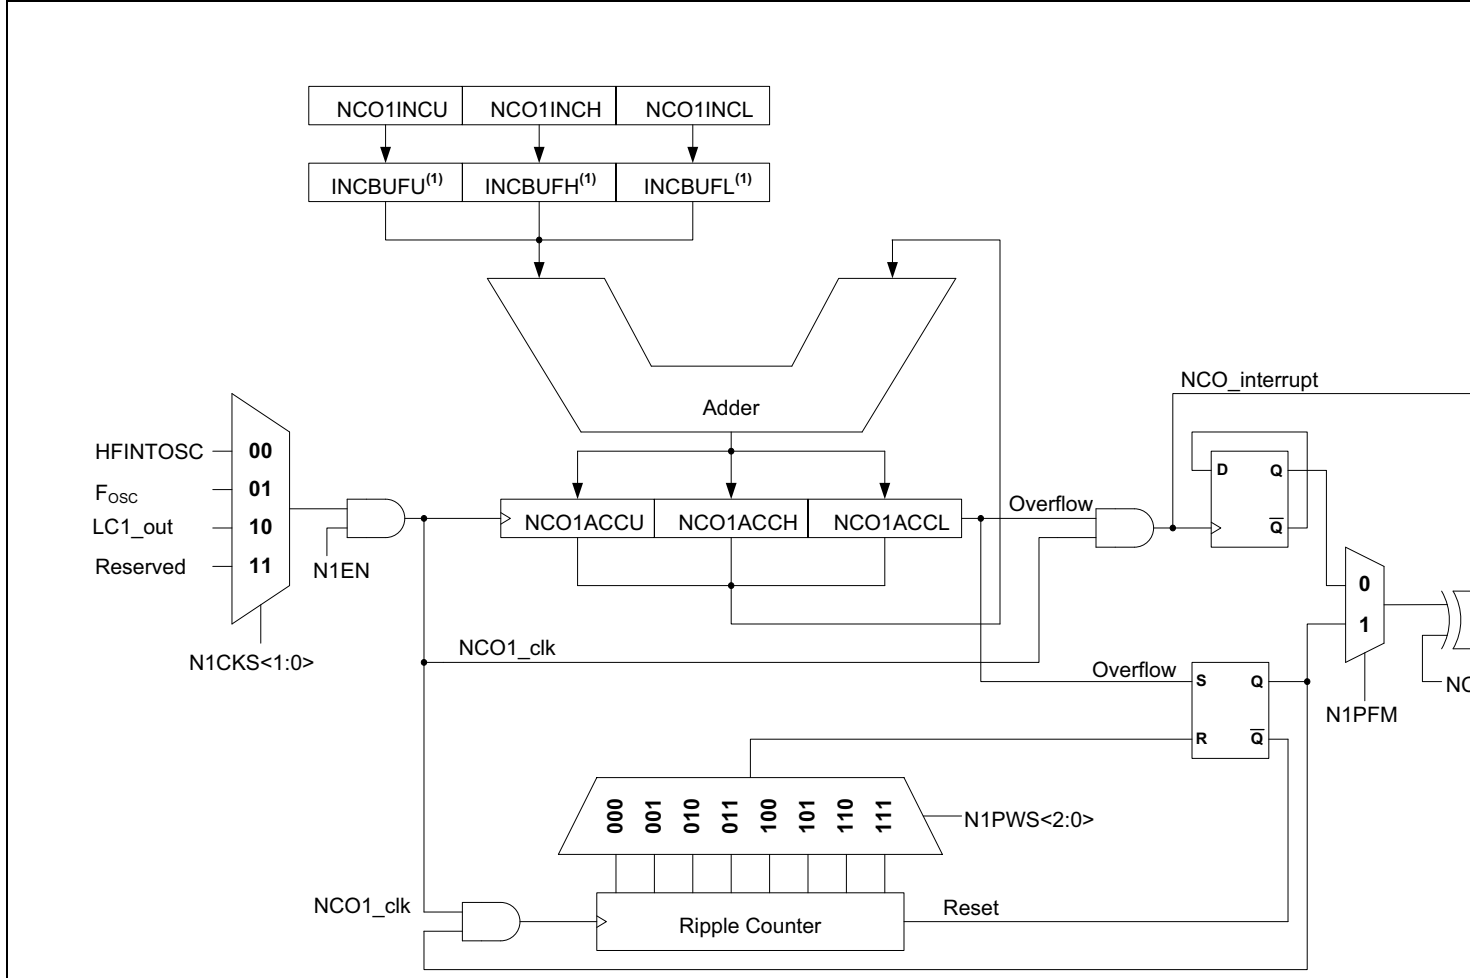 NCO1INCU NCO1INCH NCO1INCL
INCBUFU(1) INCBUFH(1) INCBUFL(1)
Adder
NCO_interrupt
HFINTOSC 00
FOSC 01
LC1_out 10
Reserved 11
N1EN
N1CKS<1:0>
NCO1ACCU NCO1ACCH NCO1ACCL
Overflow
D Q
Q
0
1
N1PFM
NCO1_clk
Overflow
S Q
R Q
000 001 010 011 100 101 110 111
N1PWS<2:0>
NCO1_clk
Ripple Counter
Reset